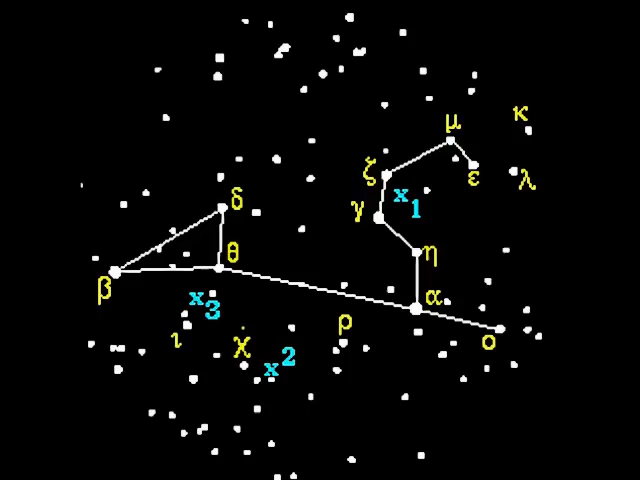 κ
μ
ζ ε λ
x1
δ γ
θ η
β α
x3
ρ
ι χ ο
x2